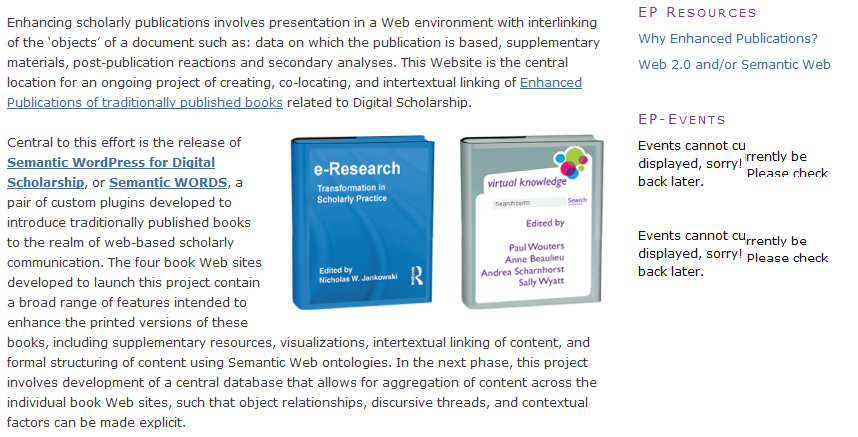 Enhancing scholarly publications involves presentation in a Web environment with interlinking
of the ‘objects’ of a document such as: data on which the publication is based, supplementary
materials, post-publication reactions and secondary analyses. This Website is the central
location for an ongoing project of creating, co-locating, and intertextual linking of Enhanced
Publications of traditionally published books related to Digital Scholarship.
Central to this effort is the release of
Semantic WordPress for Digital
Scholarship, or Semantic WORDS, a
pair of custom plugins developed to
introduce traditionally published books
to the realm of web-based scholarly
communication. The four book Web sites
developed to launch this project contain
a broad range of features intended to
enhance the printed versions of these
books, including supplementary resources, visualizations, intertextual linking of content, and
formal structuring of content using Semantic Web ontologies. In the next phase, this project
involves development of a central database that allows for aggregation of content across the
individual book Web sites, such that object relationships, discursive threads, and contextual
factors can be made explicit.
e-Research
Transformation in
Scholarly Practice
Edited by
Nicholas W. Jankowski
R
virtual knowledge
Search term
Search
Edited by
Paul Wouters
Anne Beaulieu
Andrea Scharnhorst
Sally Wyatt
EP Resources
Why Enhanced Publications?
Web 2.0 and/or Semantic Web
EP-Events
Events cannot currently be
displayed, sorry! Please check
back later.
Events cannot currently be
displayed, sorry! Please check
back later.